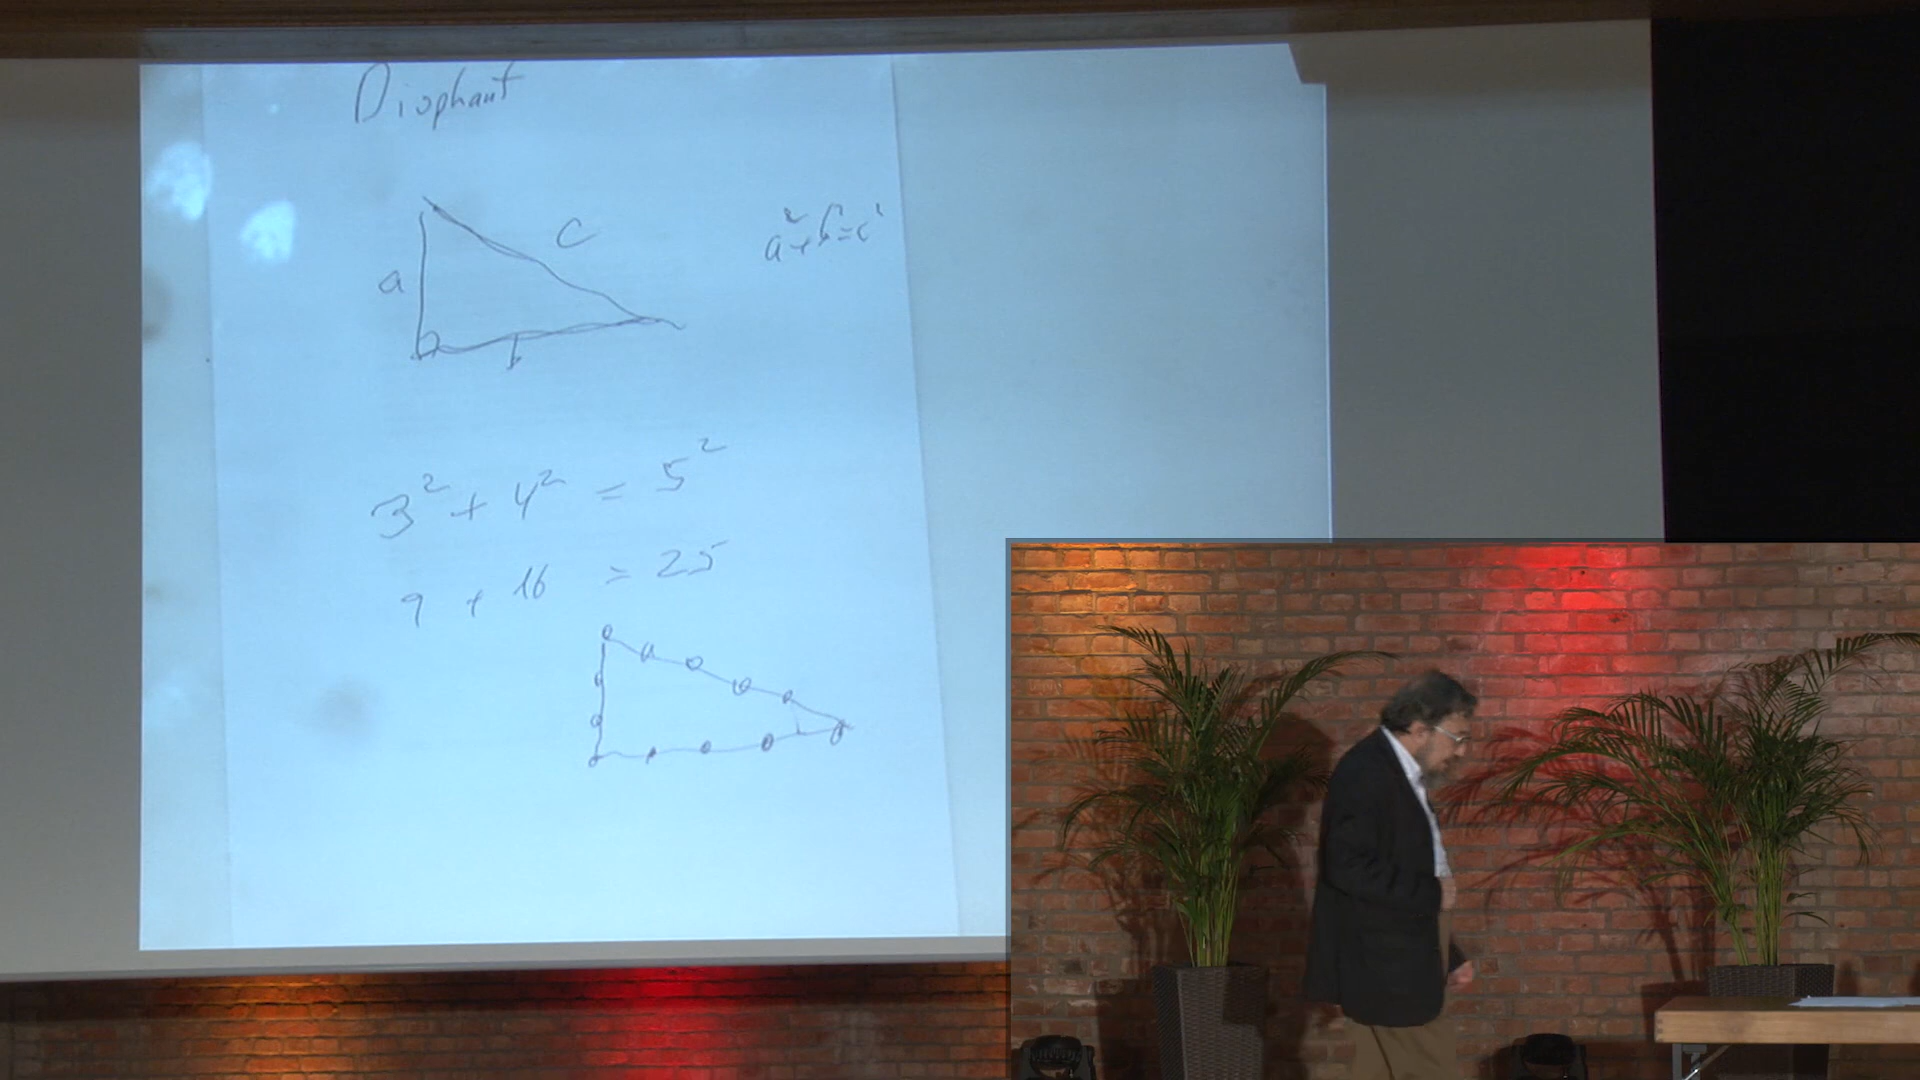 Diophant
c
a² + b² = c²
a
b
3² + 4² = 5²
9 + 16 = 25